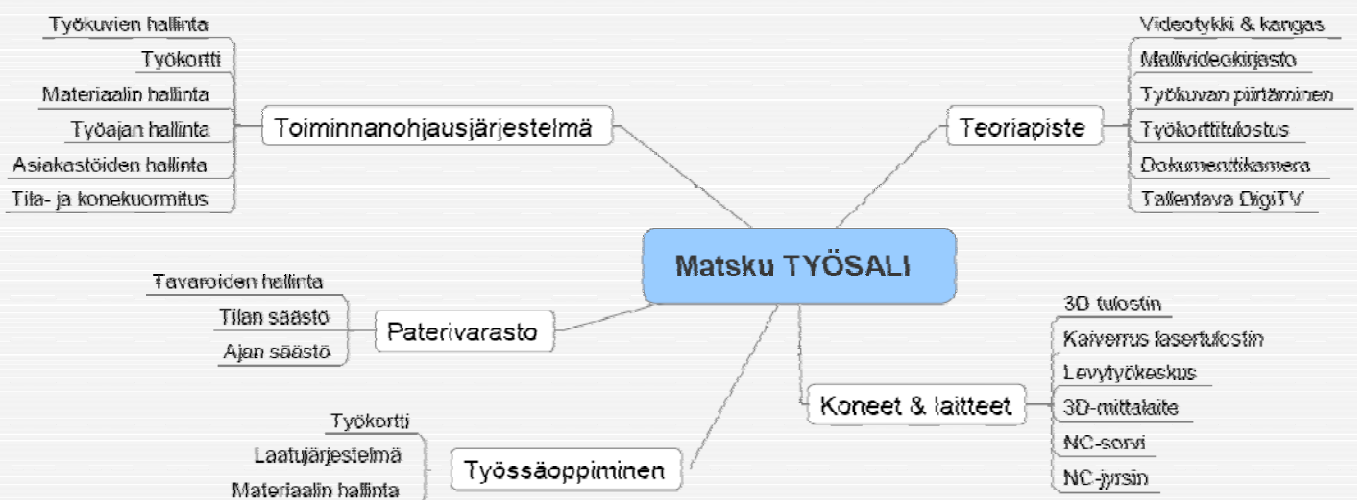 Työkuvien hallinta
Työkortti
Materiaalin hallinta
Työajan hallinta
Asiakastöiden hallinta
Tila- ja konekuormitus
Toiminnanohjausjärjestelmä
Teoriapiste
Videotykki & kangas
Mallivideokirjasto
Työkuvan piirtäminen
Työkorttitulostus
Dokumenttikamera
Tallentava DigiTV
Matsku TYÖSALI
Tavaroiden hallinta
Tilan säästö
Ajan säästö
Paterivarasto
Koneet & laitteet
3D tulostin
Kaiverrus lasertulostin
Levytyökeskus
3D-mittalaite
NC-sorvi
NC-jyrsin
Työkortti
Laatujärjestelmä
Materiaalin hallinta
Työssäoppiminen